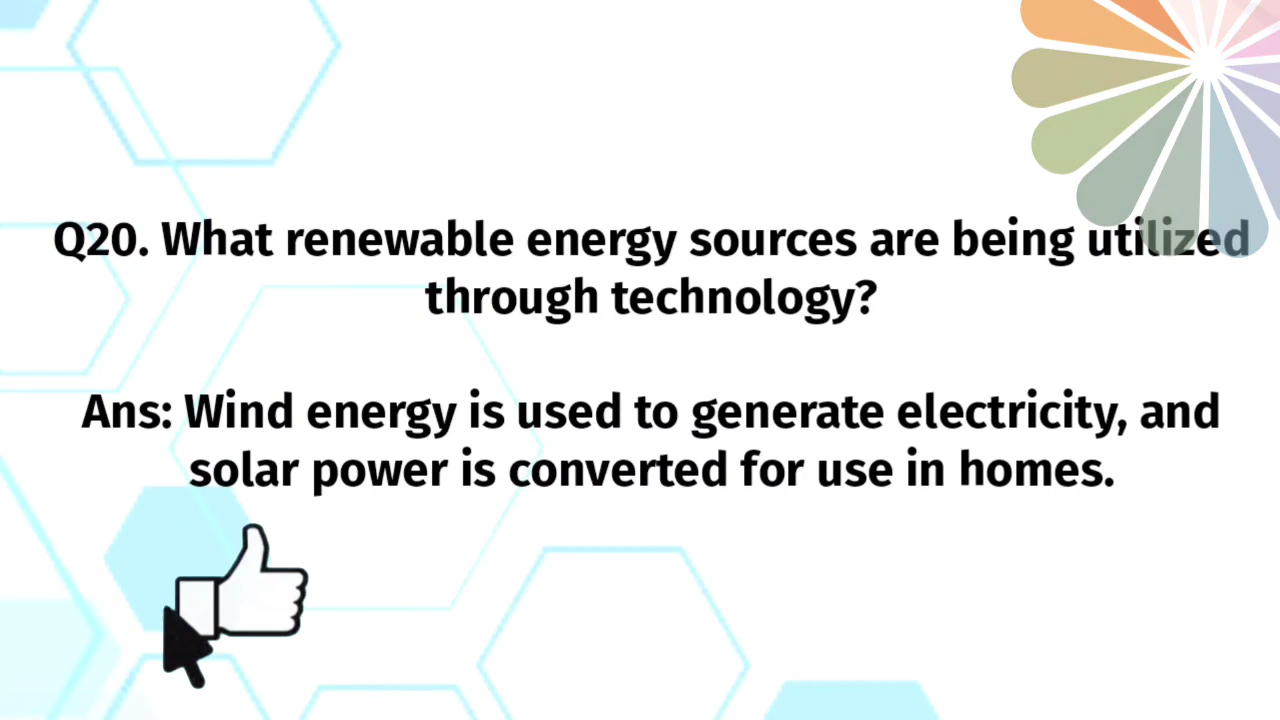 Q20. What renewable energy sources are being utilized
through technology?
Ans: Wind energy is used to generate electricity, and
solar power is converted for use in homes.